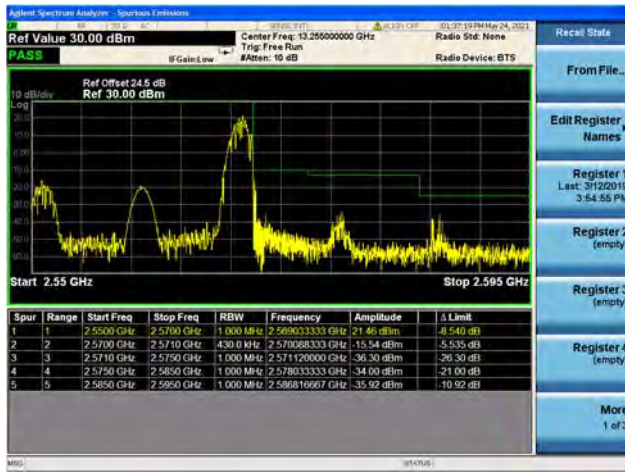 Agilent Spectrum Analyzer - Spurious Emissions
SENSE:INT ALIGN OFF 01:37:19 PM May 24, 2021
Ref Value 30.00 dBm Center Freq: 13.255000000 GHz Radio Std: None
Trig: Free Run
PASS IFGain:Low #Atten: 10 dB Radio Device: BTS
Ref Offset 24.5 dB
10 dB/div Ref 30.00 dBm
Log
Start 2.55 GHz Stop 2.595 GHz
Spur Range Start Freq Stop Freq RBW Frequency Amplitude Δ Limit
1 1 2.5500 GHz 2.5700 GHz 1.000 MHz 2.569033333 GHz 21.46 dBm -8.540 dB
2 2 2.5700 GHz 2.5710 GHz 430.0 kHz 2.570088333 GHz -15.54 dBm -5.535 dB
3 3 2.5710 GHz 2.5750 GHz 1.000 MHz 2.571120000 GHz -36.30 dBm -26.30 dB
4 4 2.5750 GHz 2.5850 GHz 1.000 MHz 2.578033333 GHz -34.00 dBm -21.00 dB
5 5 2.5850 GHz 2.5950 GHz 1.000 MHz 2.586816667 GHz -35.92 dBm -10.92 dB
MSG STATUS
Recall State
From File...
Edit Register
Names
Register 1
Last: 3/12/2019
3:54:55 PM
Register 2
(empty
Register 3
(empty
Register 4
(empty
More
1 of 3